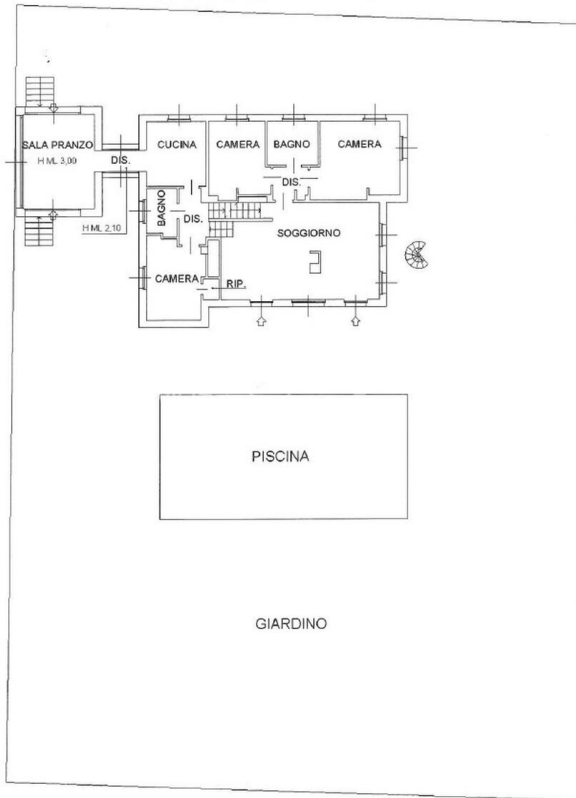 SALA PRANZO
H ML 3,00
DIS.
CUCINA
CAMERA
BAGNO
CAMERA
DIS.
BAGNO
DIS.
H ML 2,10
SOGGIORNO
CAMERA
RIP.
PISCINA
GIARDINO